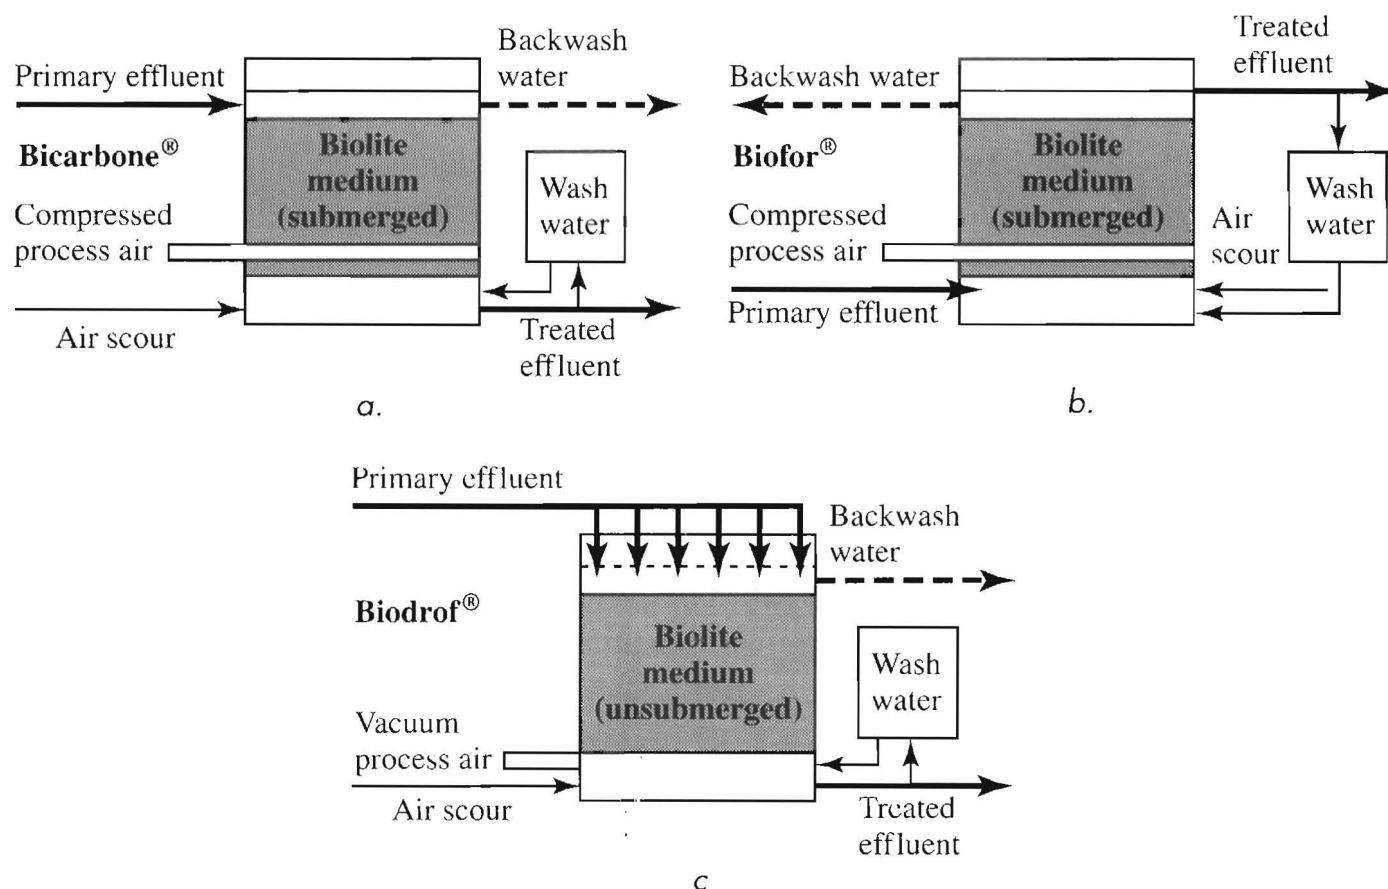 Primary effluent
Backwash
water
Bicarbone®
Biolite
medium
(submerged)
Wash
water
Compressed
process air
Air scour
Treated
effluent
a.
Treated
effluent
Backwash water
Biofor®
Biolite
medium
(submerged)
Wash
water
Compressed
process air
Air
scour
Primary effluent
b.
Primary effluent
Backwash
water
Biodrof®
Biolite
medium
(unsubmerged)
Wash
water
Vacuum
process air
Air scour
Treated
effluent
c